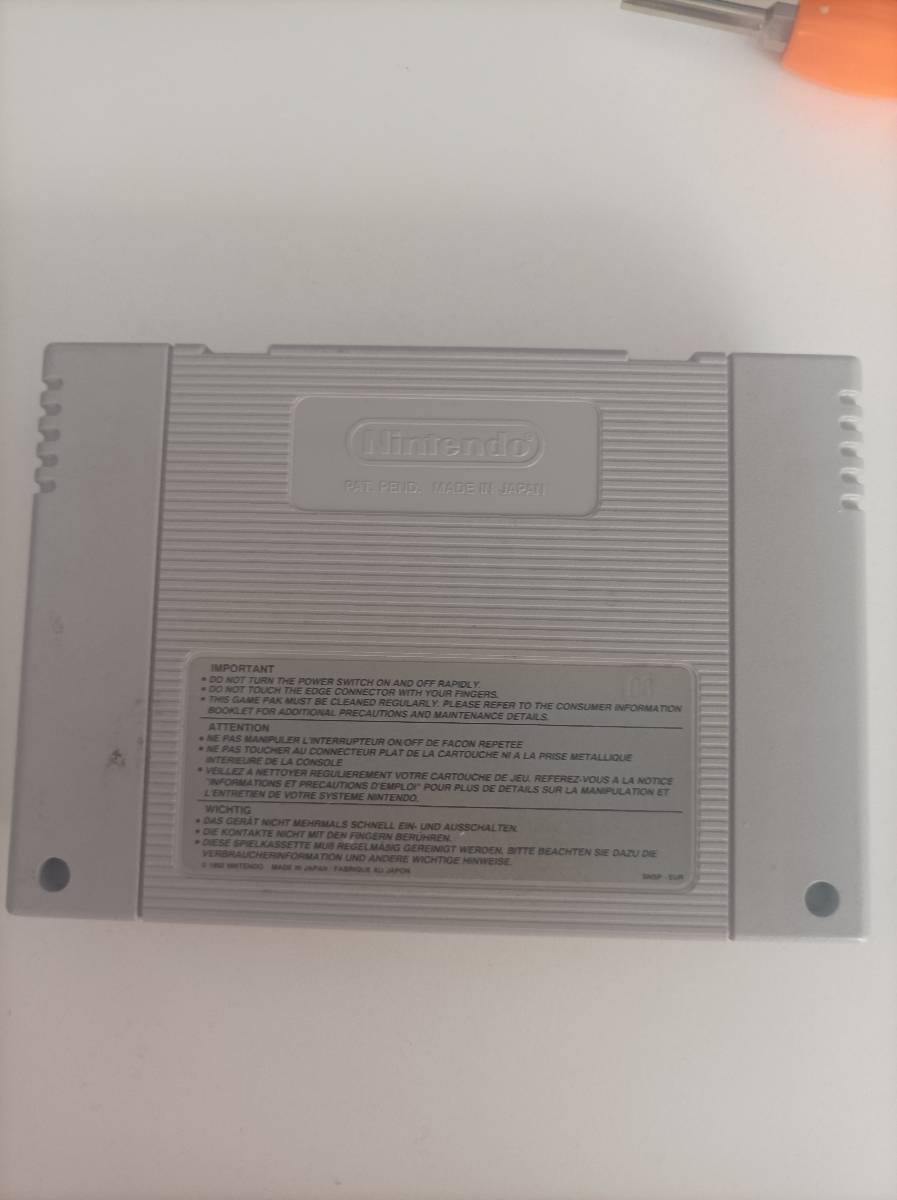 Nintendo®
PAT. PEND. MADE IN JAPAN
IMPORTANT
• DO NOT TURN THE POWER SWITCH ON AND OFF RAPIDLY.
• DO NOT TOUCH THE EDGE CONNECTOR WITH YOUR FINGERS.
• THIS GAME PAK MUST BE CLEANED REGULARLY. PLEASE REFER TO THE CONSUMER INFORMATION
BOOKLET FOR ADDITIONAL PRECAUTIONS AND MAINTENANCE DETAILS.
ATTENTION
• NE PAS MANIPULER L'INTERRUPTEUR ON/OFF DE FACON REPETEE
• NE PAS TOUCHER AU CONNECTEUR PLAT DE LA CARTOUCHE NI A LA PRISE METALLIQUE
INTERIEURE DE LA CONSOLE
• VEILLEZ A NETTOYER REGULIEREMENT VOTRE CARTOUCHE DE JEU. REFEREZ-VOUS A LA NOTICE
"INFORMATIONS ET PRECAUTIONS D'EMPLOI" POUR PLUS DE DETAILS SUR LA MANIPULATION ET
L'ENTRETIEN DE VOTRE SYSTEME NINTENDO.
WICHTIG
• DAS GERÄT NICHT MEHRMALS SCHNELL EIN- UND AUSSCHALTEN.
• DIE KONTAKTE NICHT MIT DEN FINGERN BERÜHREN.
• DIESE SPIELKASSETTE MUß REGELMÄßIG GEREINIGT WERDEN. BITTE BEACHTEN SIE DAZU DIE
VERBRAUCHERINFORMATION UND ANDERE WICHTIGE HINWEISE.
© 1992 NINTENDO MADE IN JAPAN / FABRIQUE AU JAPON
SNSP - EUR